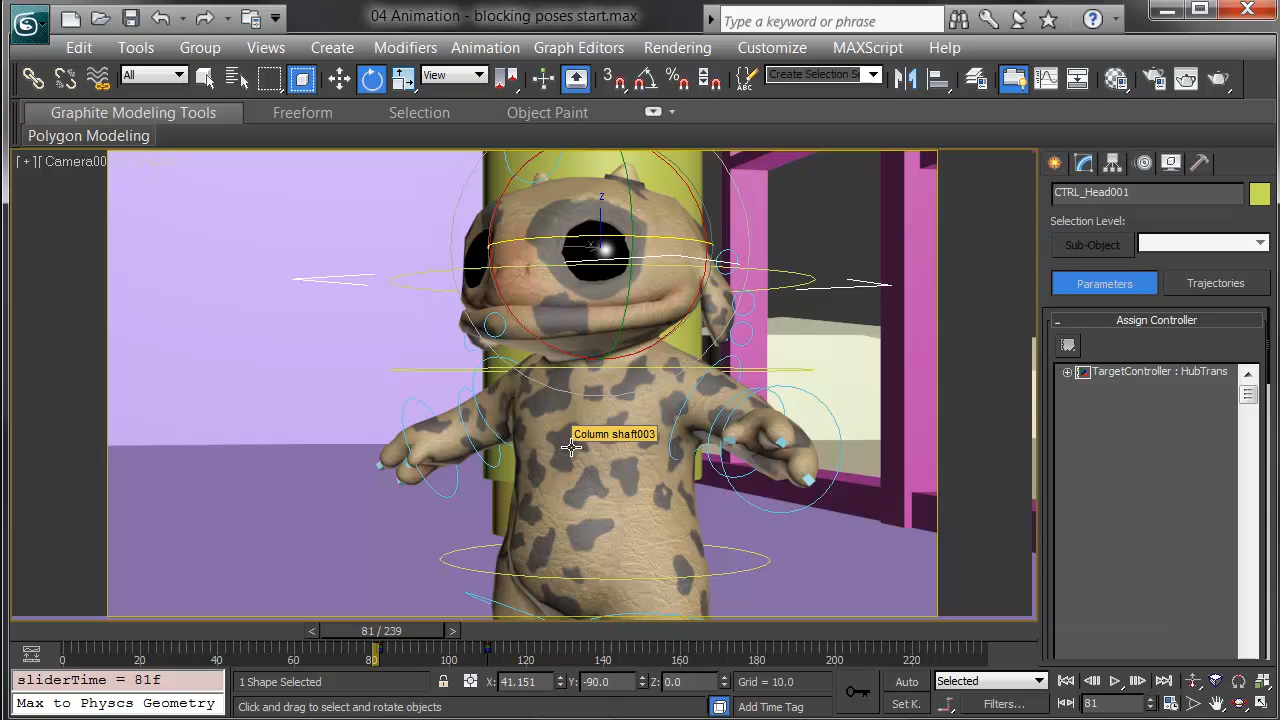 04 Animation - blocking poses start.max
Type a keyword or phrase
Edit Tools Group Views Create Modifiers Animation Graph Editors Rendering Customize MAXScript Help
All
View
3
ABC
Create Selection Se
Graphite Modeling Tools Freeform Selection Object Paint
Polygon Modeling
[ + ] [ Camera00
CTRL_Head001
Selection Level:
Sub-Object
Parameters Trajectories
Assign Controller
TargetController : HubTrans
z
x
Column shaft003
< 81 / 239 >
0 20 40 60 80 100 120 140 160 180 200 220
sliderTime = 81f
Max to Physcs Geometry
1 Shape Selected
X: 41.151 Y: -90.0 Z: 0.0 Grid = 10.0
Click and drag to select and rotate objects
Add Time Tag
Auto Selected
Set K. Filters...
81